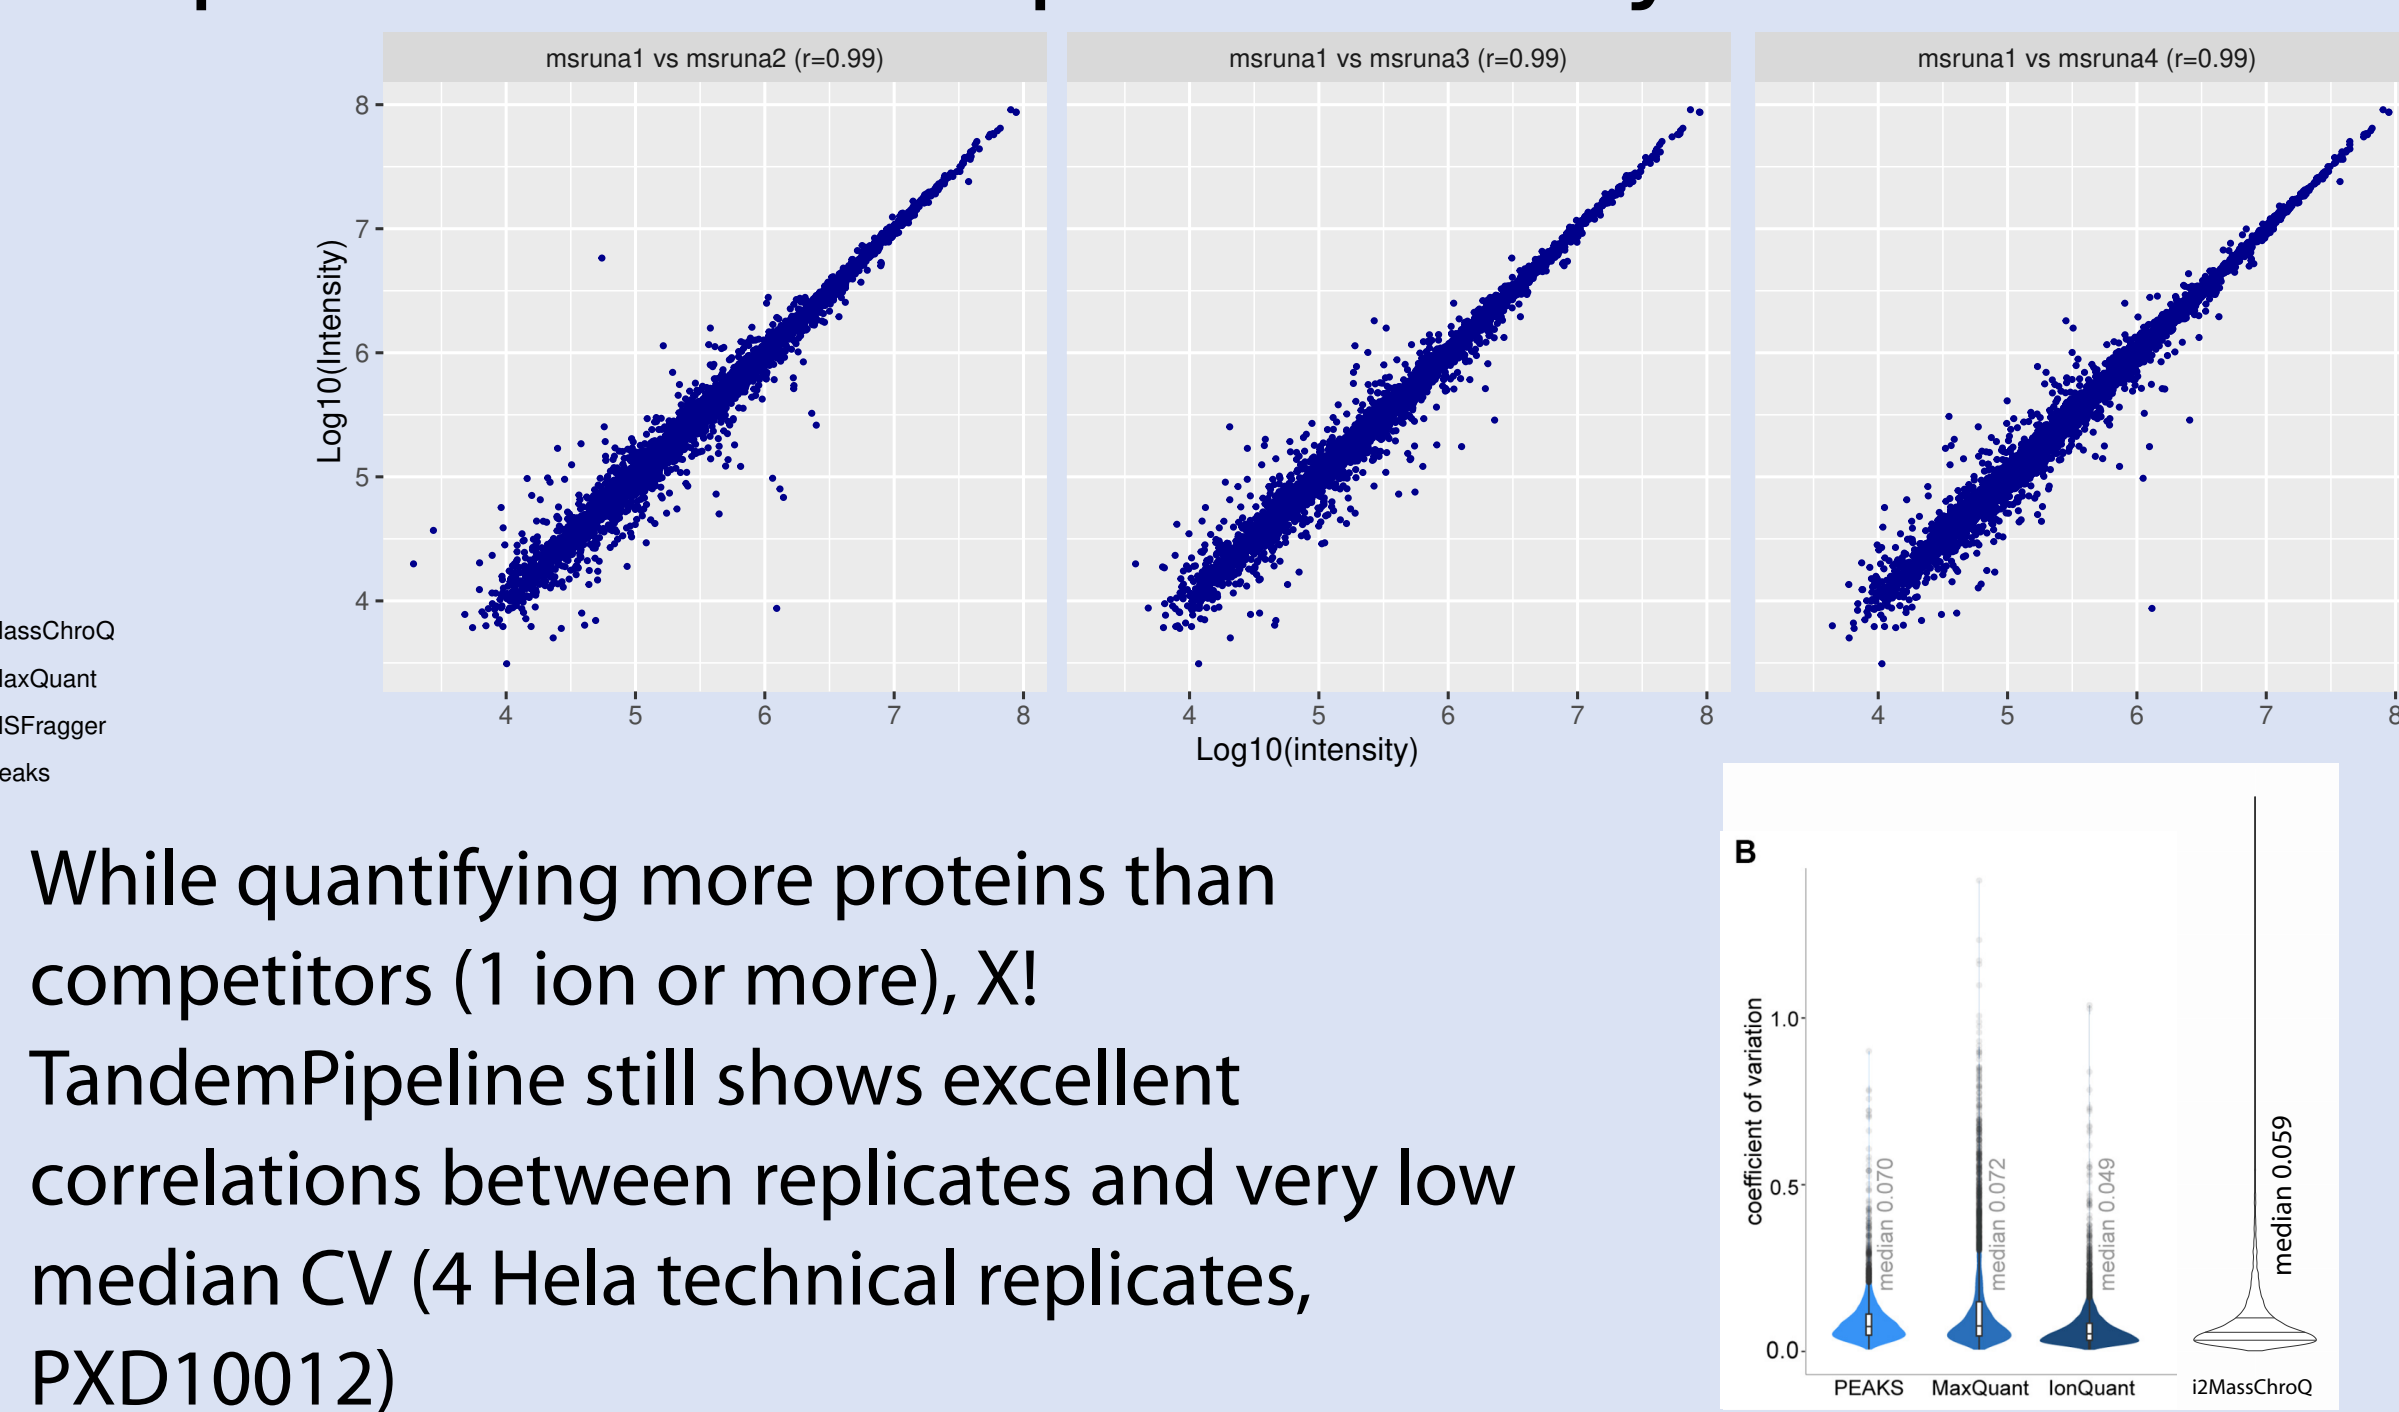 msruna1 vs msruna2 (r=0.99)
msruna1 vs msruna3 (r=0.99)
msruna1 vs msruna4 (r=0.99)
Log10(Intensity)
8
7
6
5
4
4 5 6 7 8
4 5 6 7 8
4 5 6 7 8
Log10(intensity)
assChroQ
axQuant
SFragger
eaks
While quantifying more proteins than
competitors (1 ion or more), X!
TandemPipeline still shows excellent
correlations between replicates and very low
median CV (4 Hela technical replicates,
PXD10012)
B
coefficient of variation
1.0
0.5
0.0
median 0.070
median 0.072
median 0.049
median 0.059
PEAKS MaxQuant IonQuant i2MassChroQ